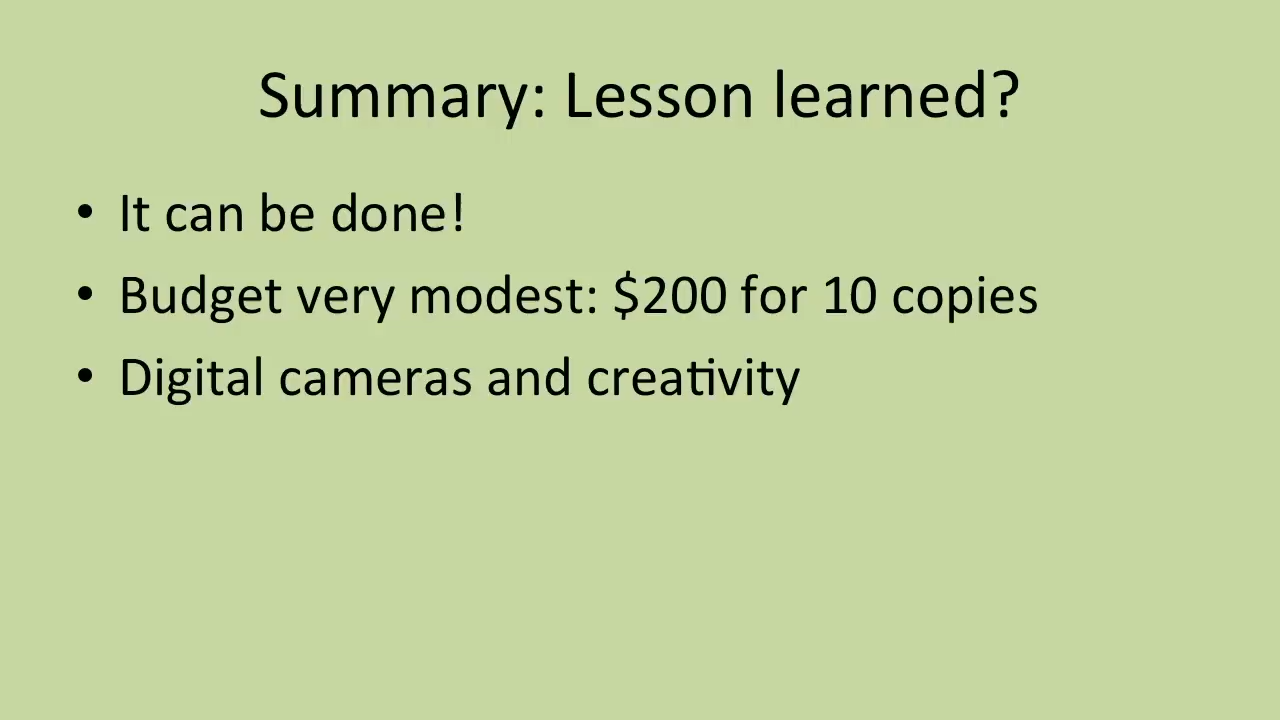 Summary: Lesson learned?
• It can be done!
• Budget very modest: $200 for 10 copies
• Digital cameras and creativity